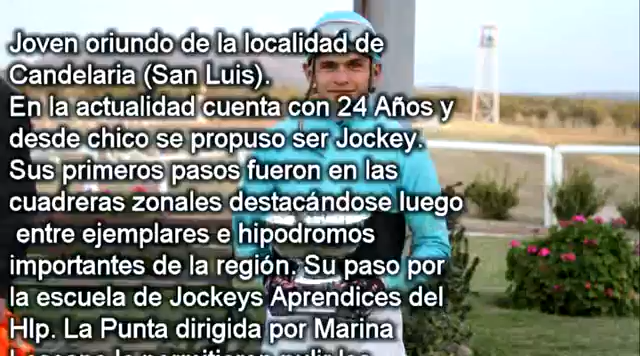 Joven oriundo de la localidad de
Candelaria (San Luis).
En la actualidad cuenta con 24 Años y
desde chico se propuso ser Jockey.
Sus primeros pasos fueron en las
cuadreras zonales destacándose luego
entre ejemplares e hipodromos
importantes de la región. Su paso por
la escuela de Jockeys Aprendices del
Hlp. La Punta dirigida por Marina